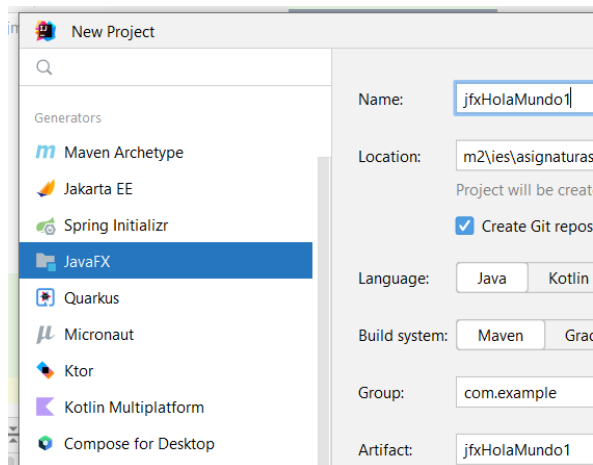 New Project
Generators
Maven Archetype
Jakarta EE
Spring Initializr
JavaFX
Quarkus
Micronaut
Ktor
Kotlin Multiplatform
Compose for Desktop
Name: jfxHolaMundo1
Location: m2\ies\asignaturas
Project will be creat
Create Git repos
Language: Java Kotlin
Build system: Maven Grad
Group: com.example
Artifact: jfxHolaMundo1